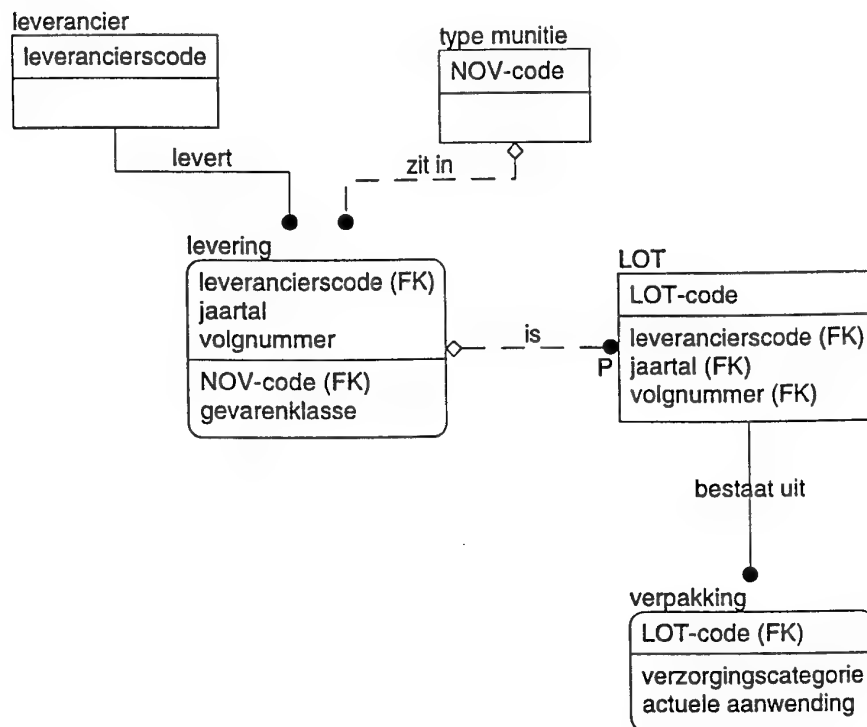 leverancier
leverancierscode
type munitie
NOV-code
levert
zit in
levering
leverancierscode (FK)
jaartal
volgnummer
NOV-code (FK)
gevarenklasse
is
P
LOT
LOT-code
leverancierscode (FK)
jaartal (FK)
volgnummer (FK)
bestaat uit
verpakking
LOT-code (FK)
verzorgingscategorie
actuele aanwending